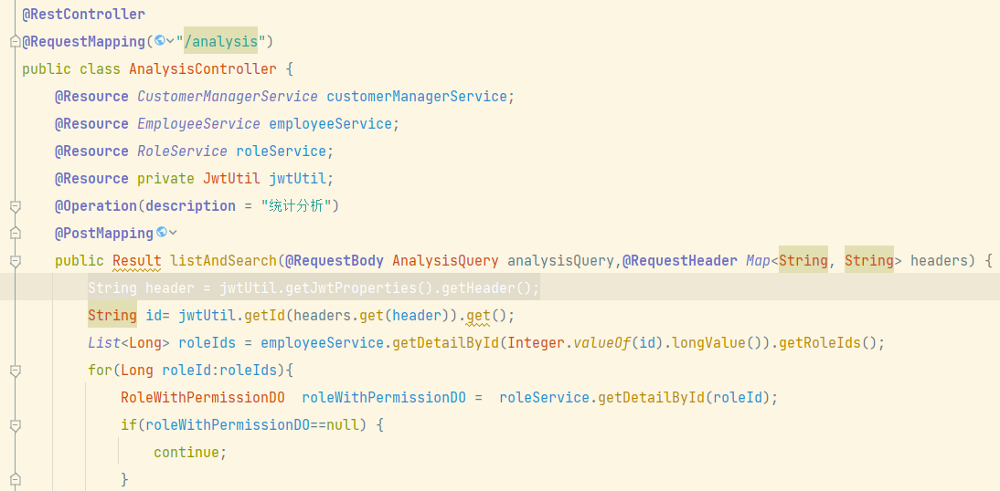 @RestController
@RequestMapping("/analysis")
public class AnalysisController {
@Resource CustomerManagerService customerManagerService;
@Resource EmployeeService employeeService;
@Resource RoleService roleService;
@Resource private JwtUtil jwtUtil;
@Operation(description = "统计分析")
@PostMapping
public Result listAndSearch(@RequestBody AnalysisQuery analysisQuery,@RequestHeader Map<String, String> headers) {
String header = jwtUtil.getJwtProperties().getHeader();
String id= jwtUtil.getId(headers.get(header)).get();
List<Long> roleIds = employeeService.getDetailById(Integer.valueOf(id).longValue()).getRoleIds();
for(Long roleId:roleIds){
RoleWithPermissionDO  roleWithPermissionDO =  roleService.getDetailById(roleId);
if(roleWithPermissionDO==null) {
continue;
}